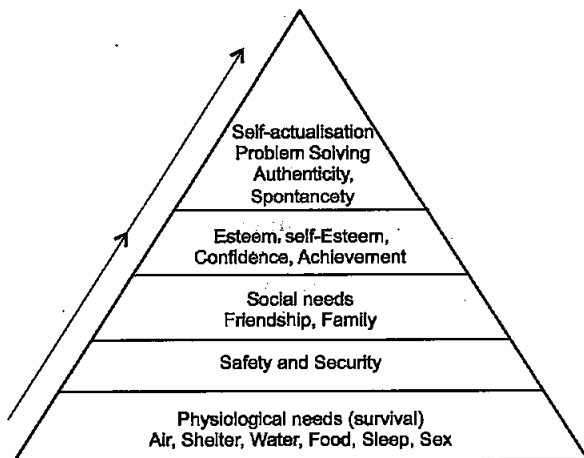 Self-actualisation
Problem Solving
Authenticity,
Spontancety
Esteem, self-Esteem,
Confidence, Achievement
Social needs
Friendship, Family
Safety and Security
Physiological needs (survival)
Air, Shelter, Water, Food, Sleep, Sex